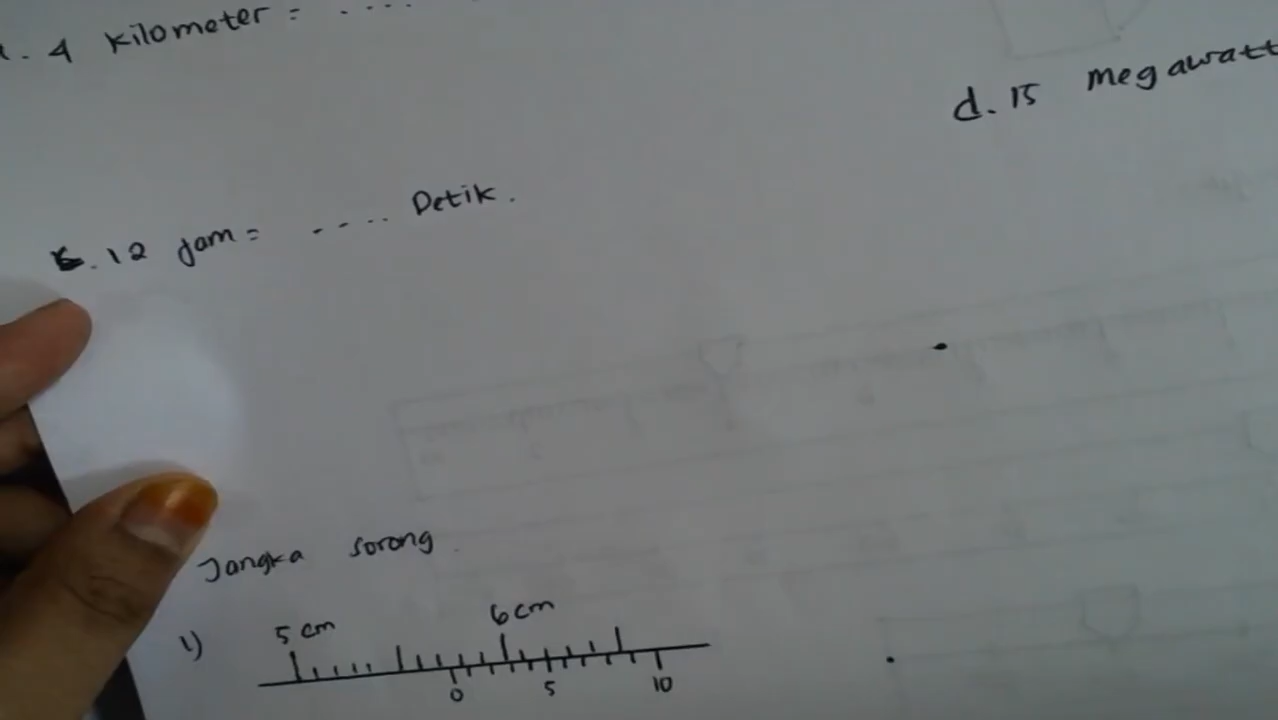 . 4 Kilometer = ....
d. 15 Megawatt
. 12 jam = .... Detik.
Jangka sorong
1) 5 cm 6 cm
0 5 10